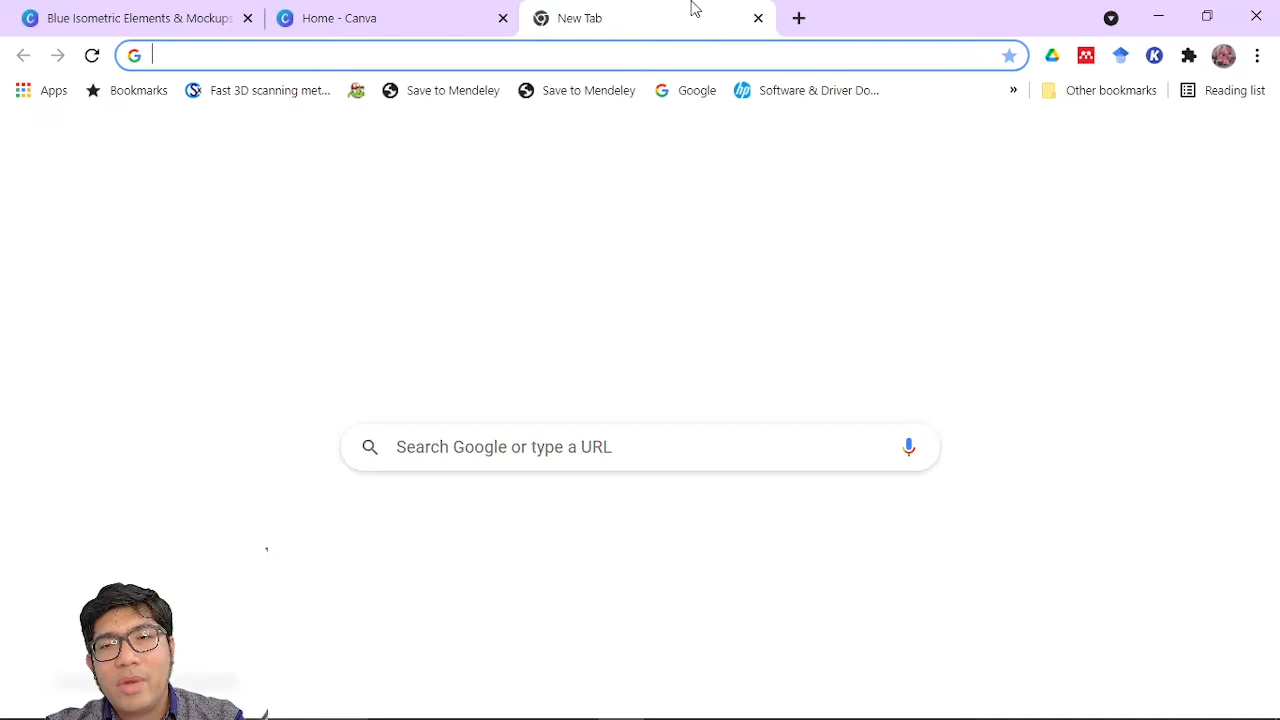 Blue Isometric Elements & Mockups
Home - Canva
New Tab
Apps
Bookmarks
Fast 3D scanning met...
Save to Mendeley
Save to Mendeley
Google
Software & Driver Do...
»
Other bookmarks
Reading list
Search Google or type a URL